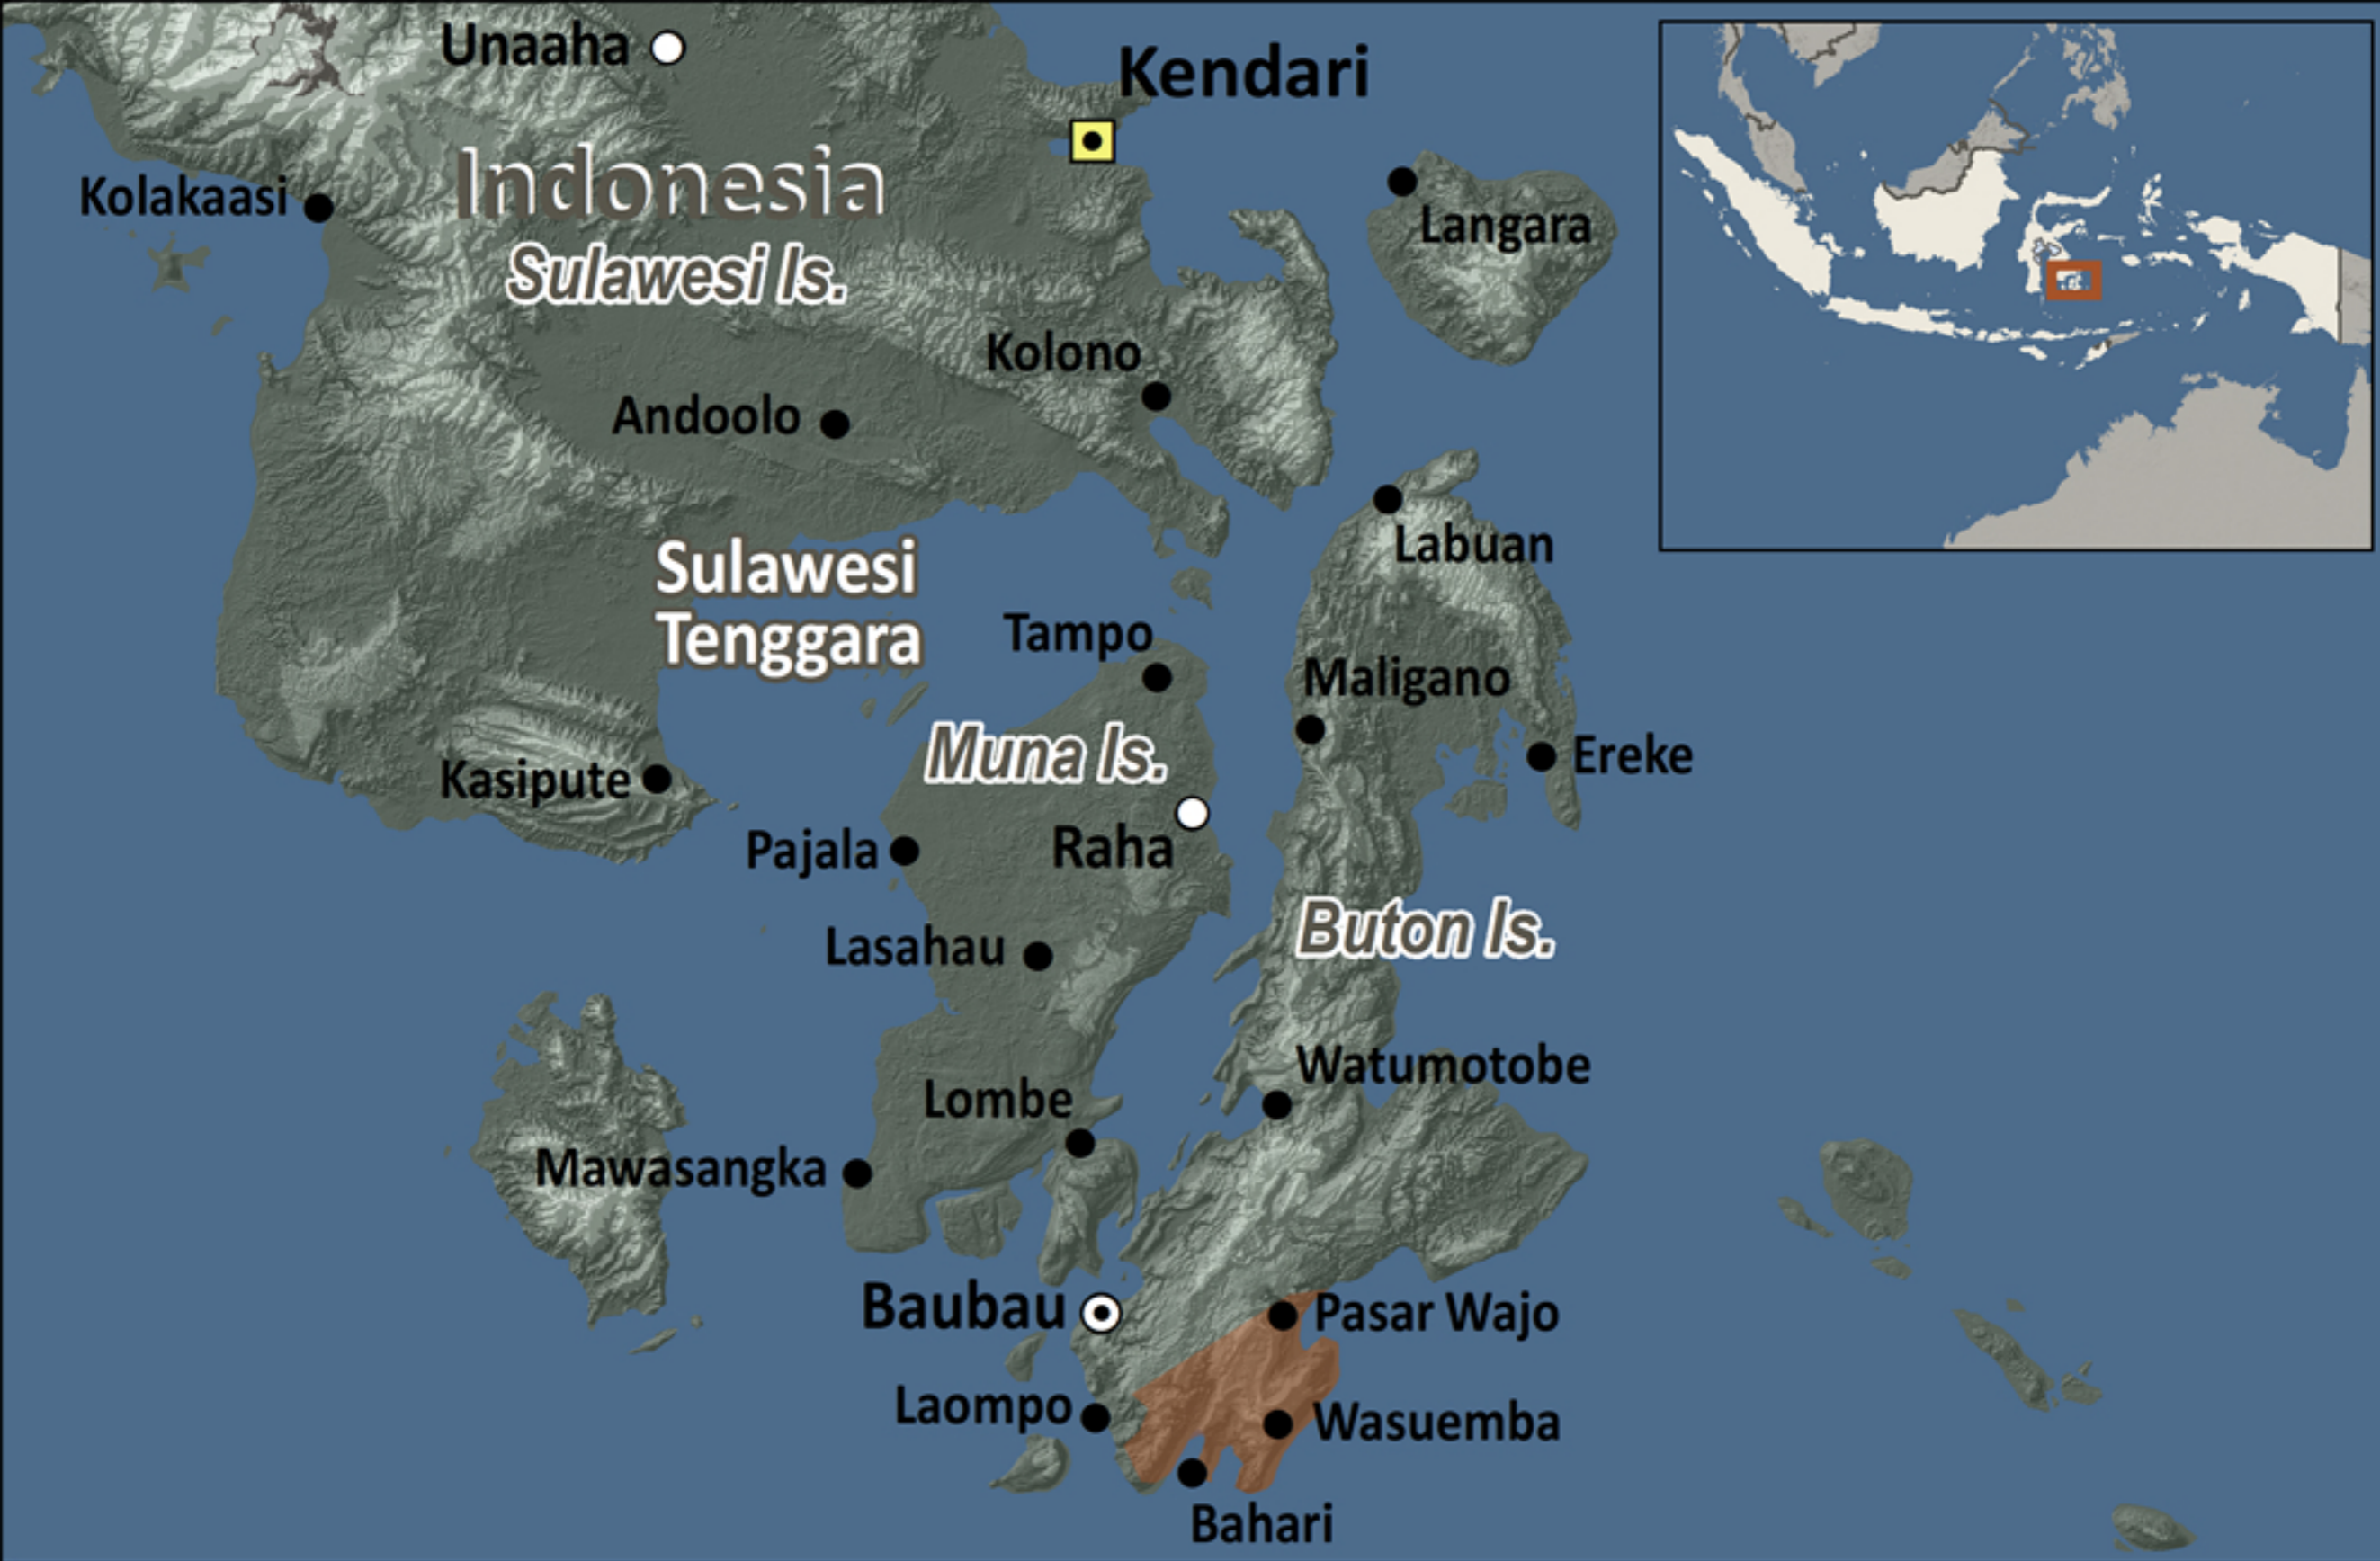 Unaaha
Kendari
Kolakaasi
Indonesia
Sulawesi Is.
Langara
Kolono
Andoolo
Labuan
Sulawesi
Tenggara
Tampo
Maligano
Muna Is.
Ereke
Kasipute
Pajala
Raha
Buton Is.
Lasahau
Watumotobe
Lombe
Mawasangka
Baubau
Pasar Wajo
Laompo
Wasuemba
Bahari